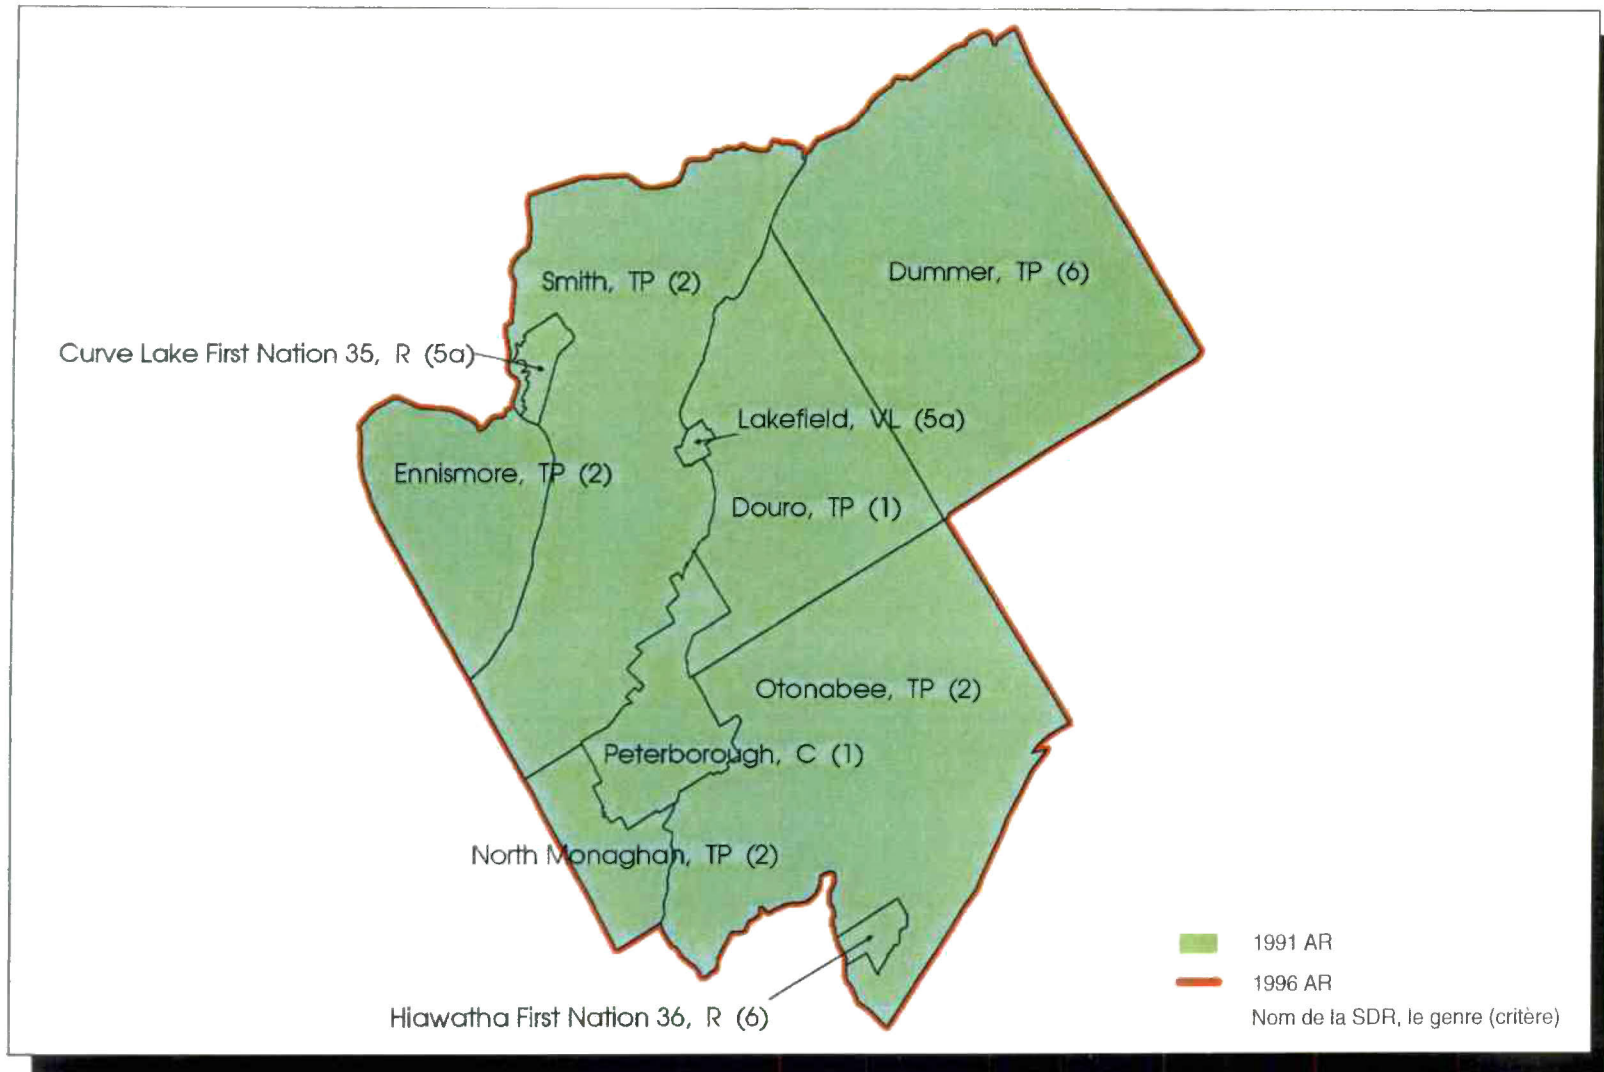 Smith, TP (2)
Dummer, TP (6)
Curve Lake First Nation 35, R (5a)
Lakefield, VL (5a)
Ennismore, TP (2)
Douro, TP (1)
Otonabee, TP (2)
Peterborough, C (1)
North Monaghan, TP (2)
Hiawatha First Nation 36, R (6)
1991 AR
1996 AR
Nom de la SDR, le genre (critère)